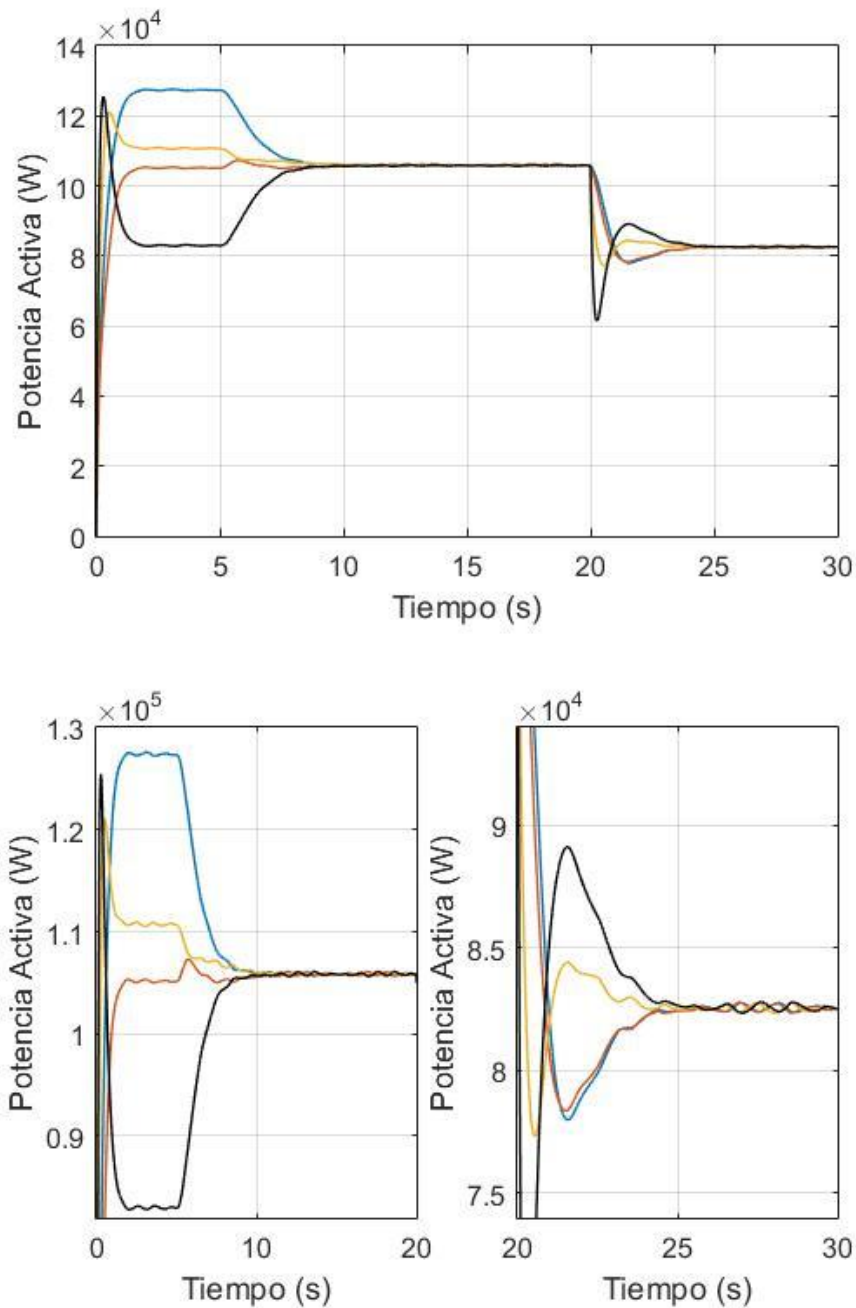 ×10⁴
14
12
10
8
6
4
2
0
Potencia Activa (W)
0 5 10 15 20 25 30
Tiempo (s)
×10⁵
1.3
1.2
1.1
1
0.9
Potencia Activa (W)
0 10 20
Tiempo (s)
×10⁴
9
8.5
8
7.5
Potencia Activa (W)
20 25 30
Tiempo (s)